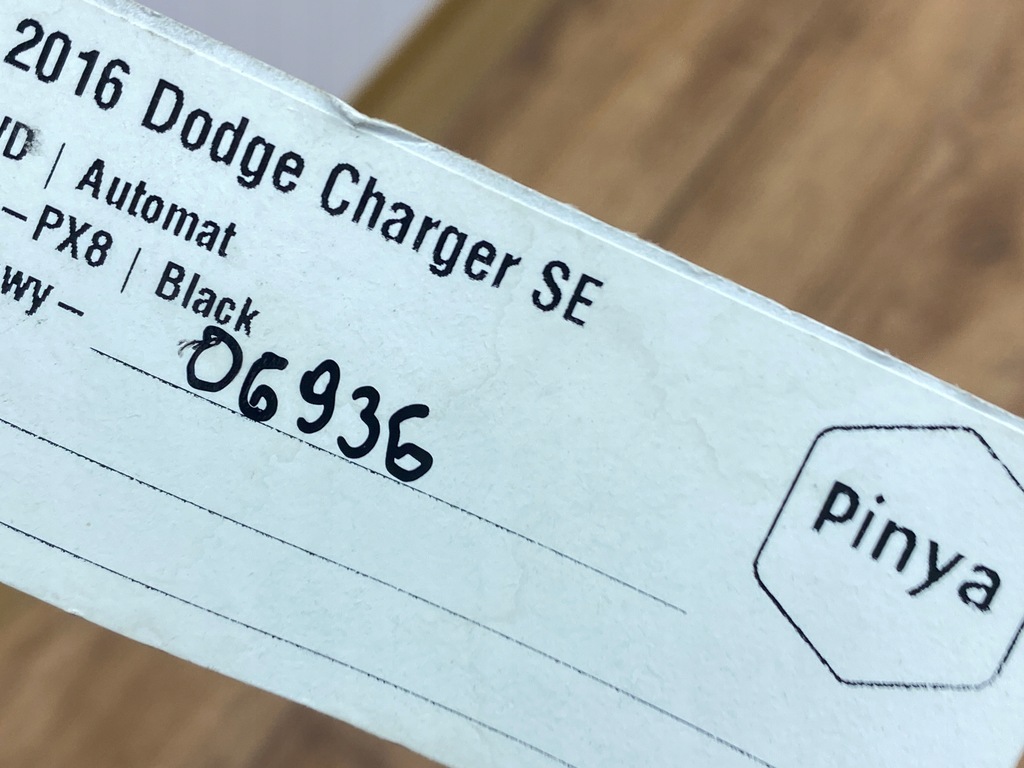 2016 Dodge Charger SE
| Automat
– PX8 | Black
wy –
06936
Pinya